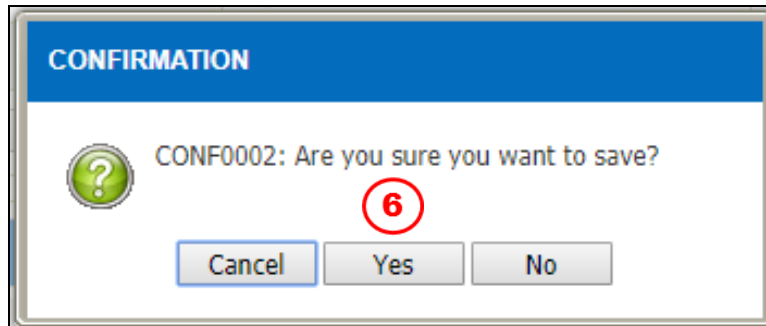 CONFIRMATION
CONF0002: Are you sure you want to save?
6
Cancel Yes No